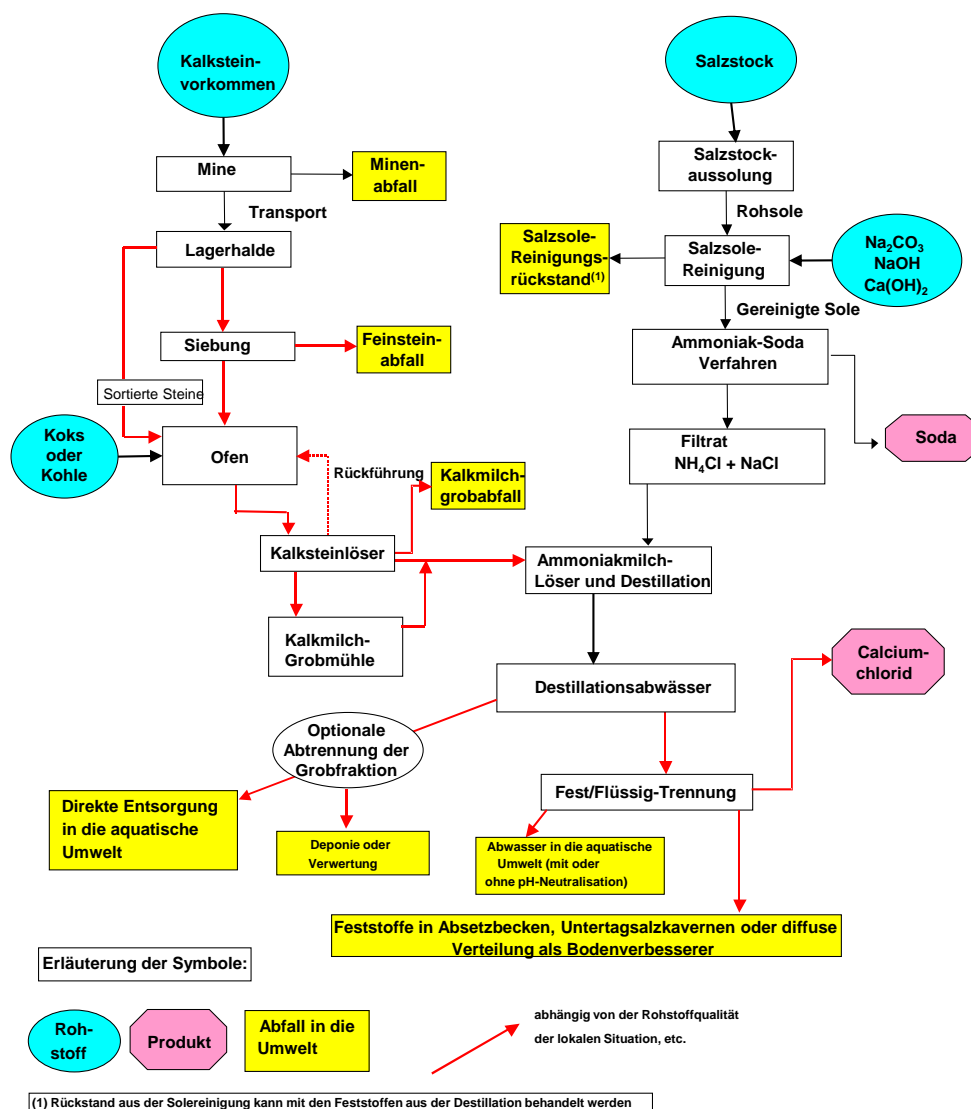 Kalkstein-
vorkommen
Salzstock
Mine
Minen-
abfall
Salzstock-
aussolung
Transport
Rohsole
Lagerhalde
Salzsole-
Reinigungs-
rückstand(1)
Salzsole-
Reinigung
Na2CO3
NaOH
Ca(OH)2
Gereinigte Sole
Siebung
Feinstein-
abfall
Ammoniak-Soda
Verfahren
Sortierte Steine
Koks
oder
Kohle
Ofen
Rückführung
Kalkmilch-
grobabfall
Filtrat
NH4Cl + NaCl
Soda
Kalksteinlöser
Ammoniakmilch-
Löser und Destillation
Kalkmilch-
Grobmühle
Calcium-
chlorid
Destillationsabwässer
Optionale
Abtrennung der
Grobfraktion
Fest/Flüssig-Trennung
Direkte Entsorgung
in die aquatische
Umwelt
Deponie oder
Verwertung
Abwasser in die aquatische
Umwelt (mit oder
ohne pH-Neutralisation)
Feststoffe in Absetzbecken, Untertagsalzkavernen oder diffuse
Verteilung als Bodenverbesserer
Erläuterung der Symbole:
Roh-
stoff
Produkt
Abfall in die
Umwelt
abhängig von der Rohstoffqualität
der lokalen Situation, etc.
(1) Rückstand aus der Solereinigung kann mit den Feststoffen aus der Destillation behandelt werden